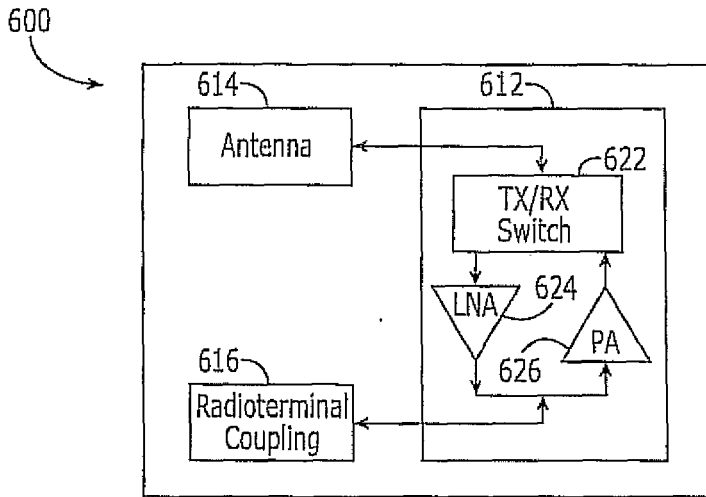 600
614
612
Antenna
622
TX/RX
Switch
LNA
624
PA
626
616
Radioterminal
Coupling